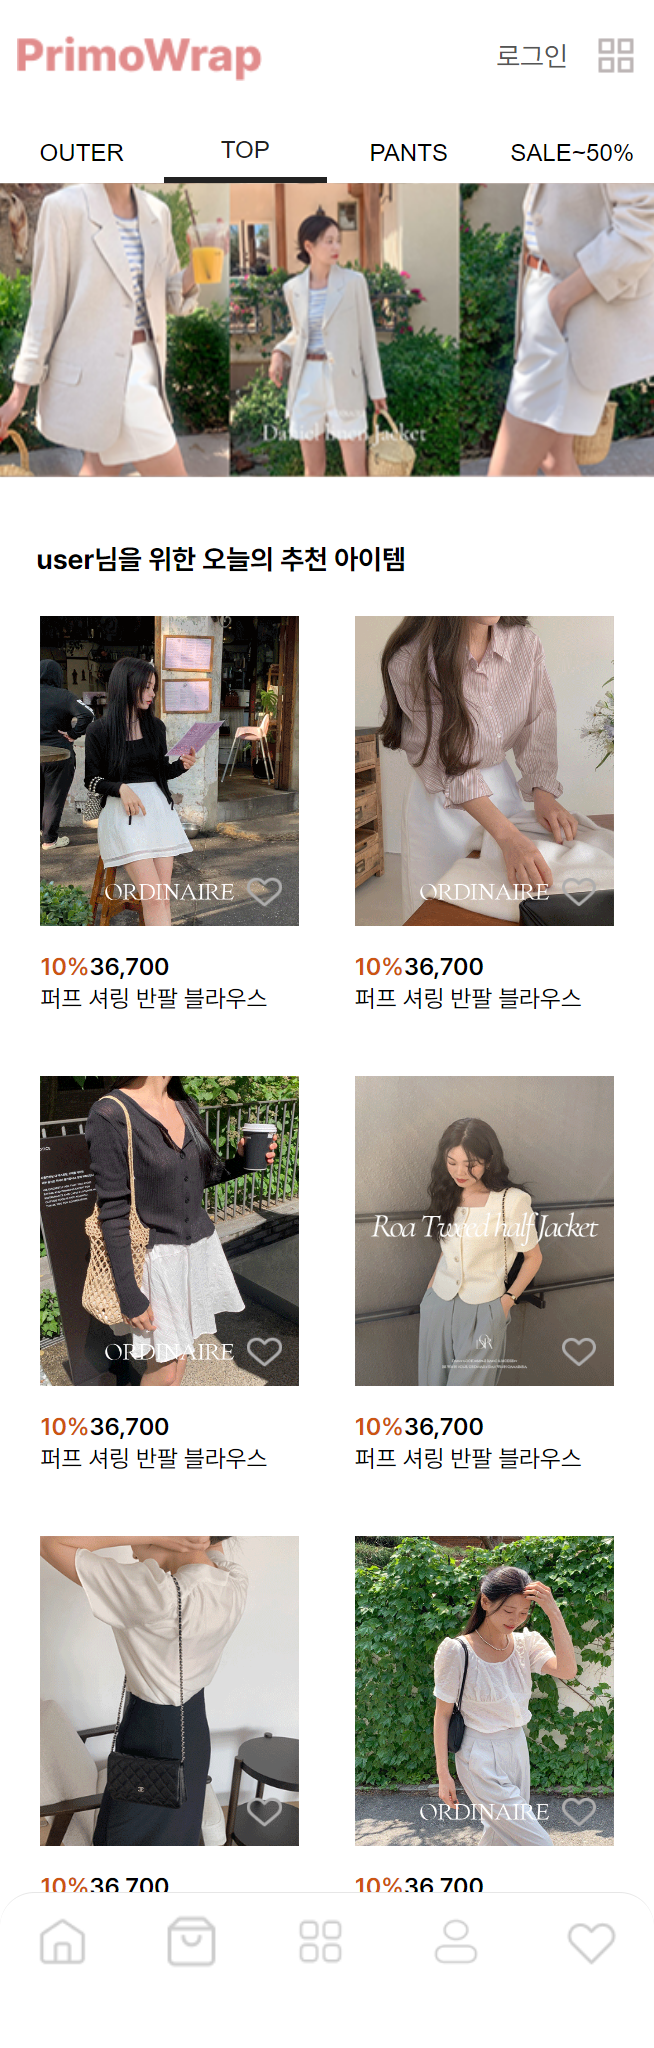 PrimoWrap
로그인
OUTER
TOP
PANTS
SALE~50%
Daniel linen Jacket
user님을 위한 오늘의 추천 아이템
ORDINAIRE
ORDINAIRE
10%36,700
10%36,700
퍼프 셔링 반팔 블라우스
퍼프 셔링 반팔 블라우스
ORDINAIRE
Roa Tweed half Jacket
10%36,700
10%36,700
퍼프 셔링 반팔 블라우스
퍼프 셔링 반팔 블라우스
ORDINAIRE
10%36,700
10%36,700